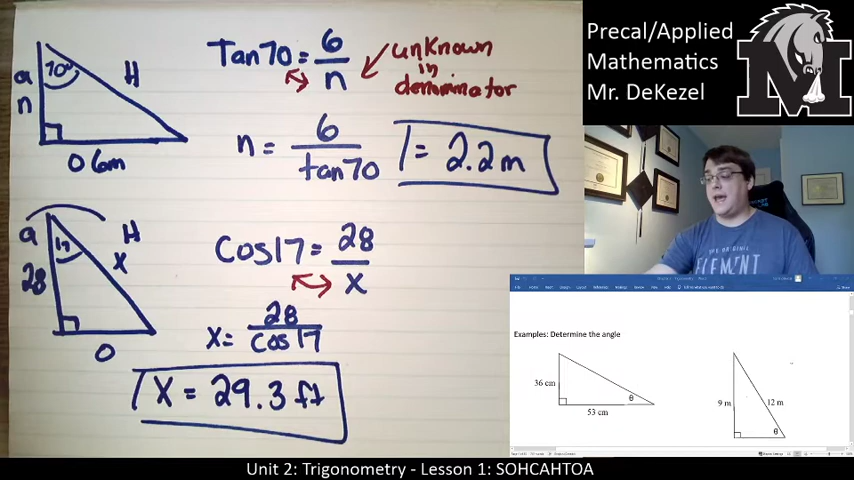 Precal/Applied
Mathematics
Mr. DeKezel
Tan70 = 6
n
unknown
in
denominator
70°
a
n
H
O 6m
n = 6
tan70
n = 2.2m
a
17
H
x
28
O
Cos17 = 28
x
x = 28
cos17
X = 29.3 ft
ELEMENT
Examples: Determine the angle
36 cm
θ
53 cm
9 m
12 m
θ
Unit 2: Trigonometry - Lesson 1: SOHCAHTOA